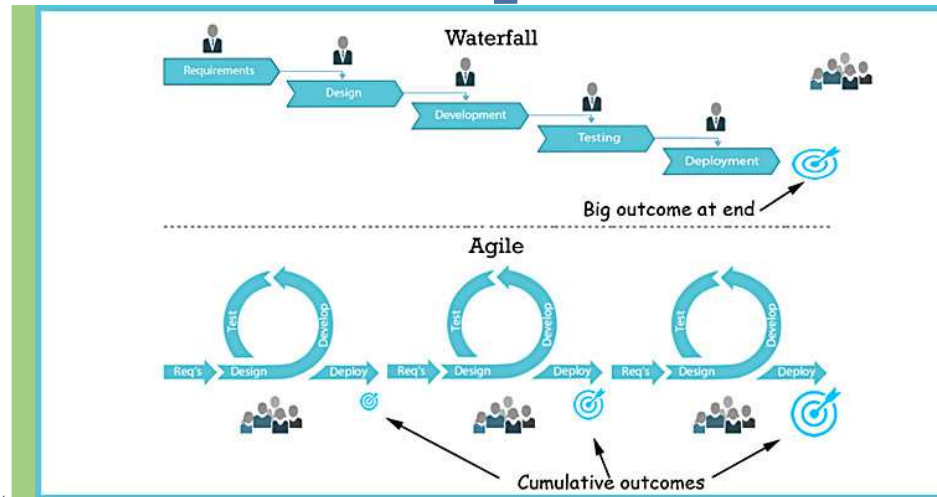 Waterfall
Requirements
Design
Development
Testing
Deployment
Big outcome at end
Agile
Test
Develop
Req's
Design
Deploy
Test
Develop
Req's
Design
Deploy
Test
Develop
Req's
Design
Deploy
Cumulative outcomes